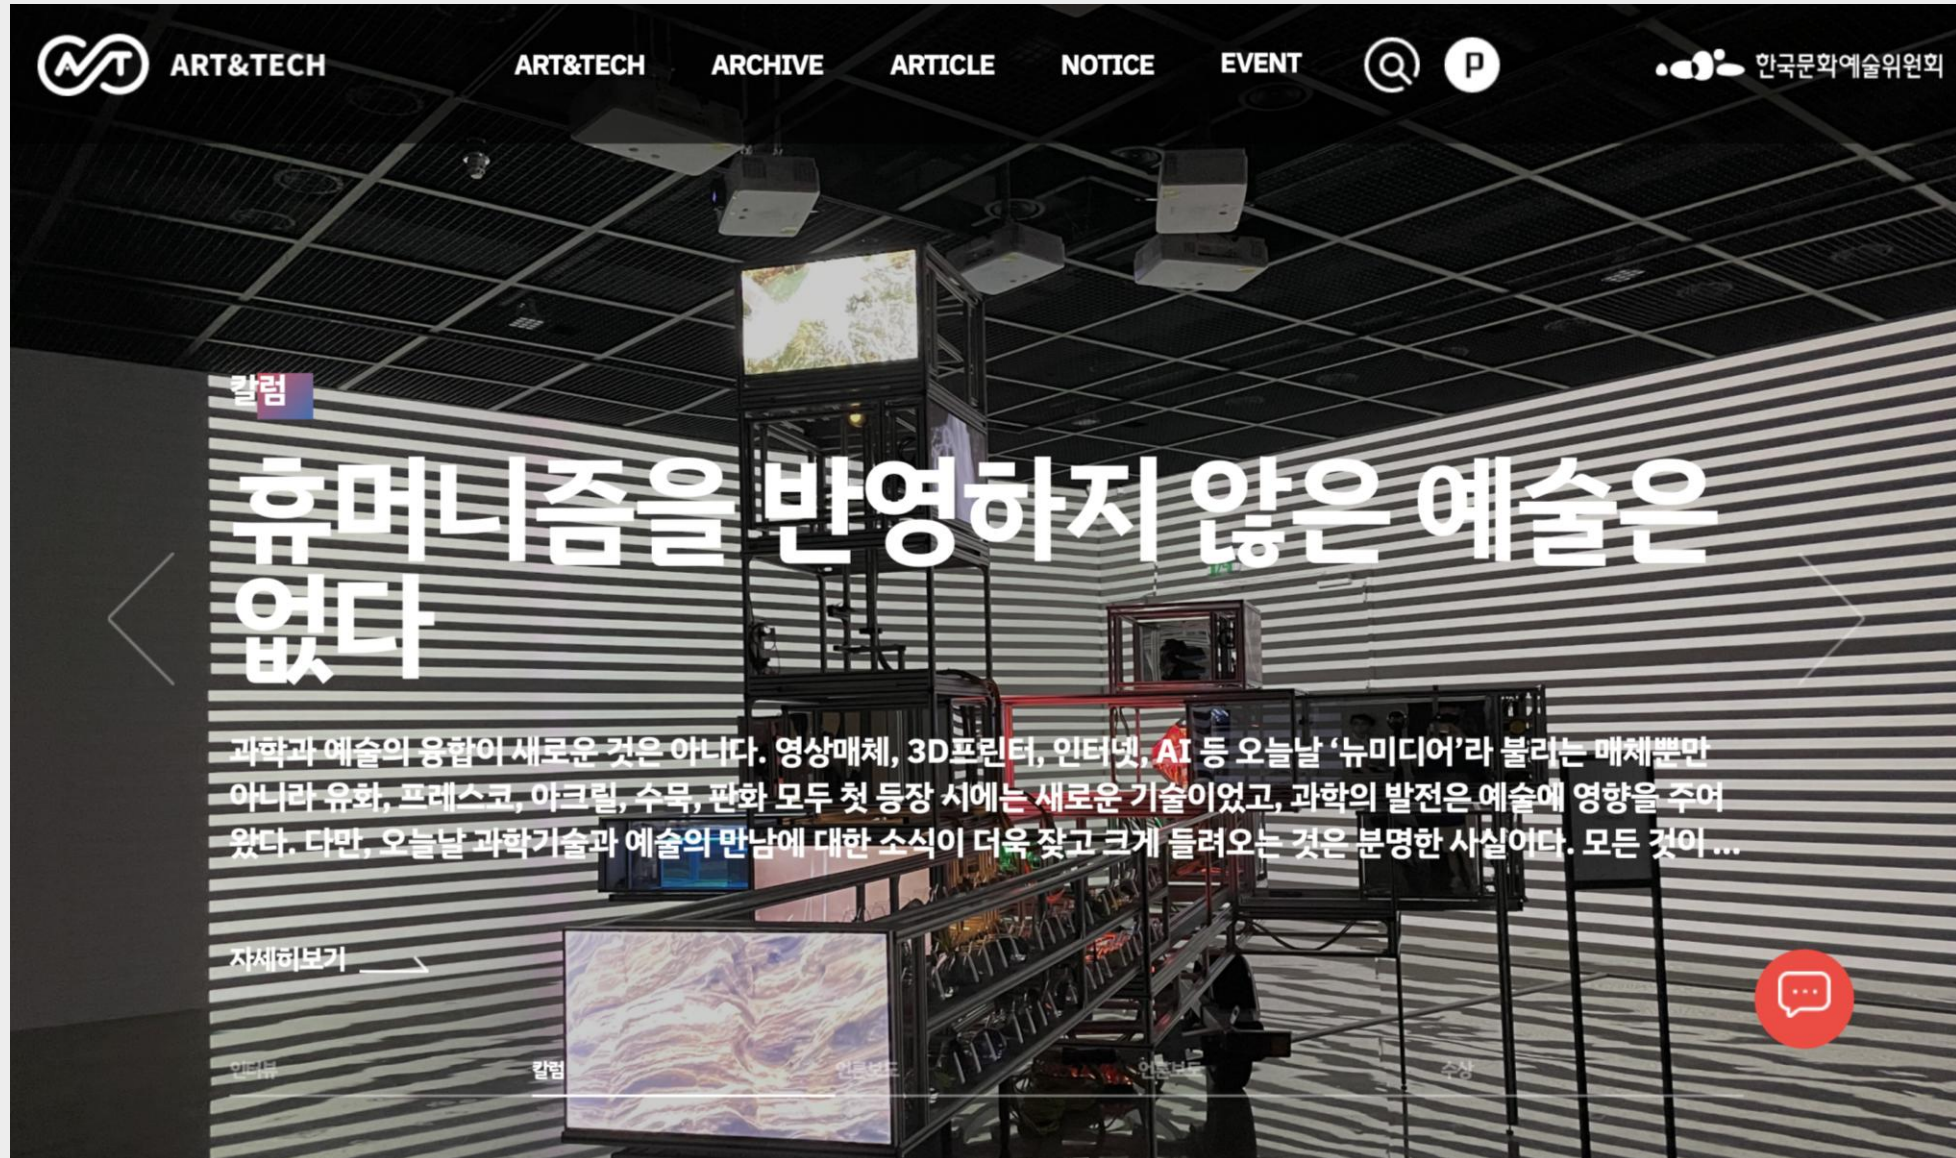 ART&TECH
ART&TECH ARCHIVE ARTICLE NOTICE EVENT P
한국문화예술위원회
칼럼
휴머니즘을 반영하지 않은 예술은
없다
과학과 예술의 융합이 새로운 것은 아니다. 영상매체, 3D프린터, 인터넷, AI 등 오늘날 ‘뉴미디어’라 불리는 매체뿐만
아니라 유화, 프레스코, 아크릴, 수묵, 판화 모두 첫 등장 시에는 새로운 기술이었고, 과학의 발전은 예술에 영향을 주어
왔다. 다만, 오늘날 과학기술과 예술의 만남에 대한 소식이 더욱 잦고 크게 들려오는 것은 분명한 사실이다. 모든 것이 ...
자세히보기
인터뷰 칼럼 언론보도 언론보도 수상